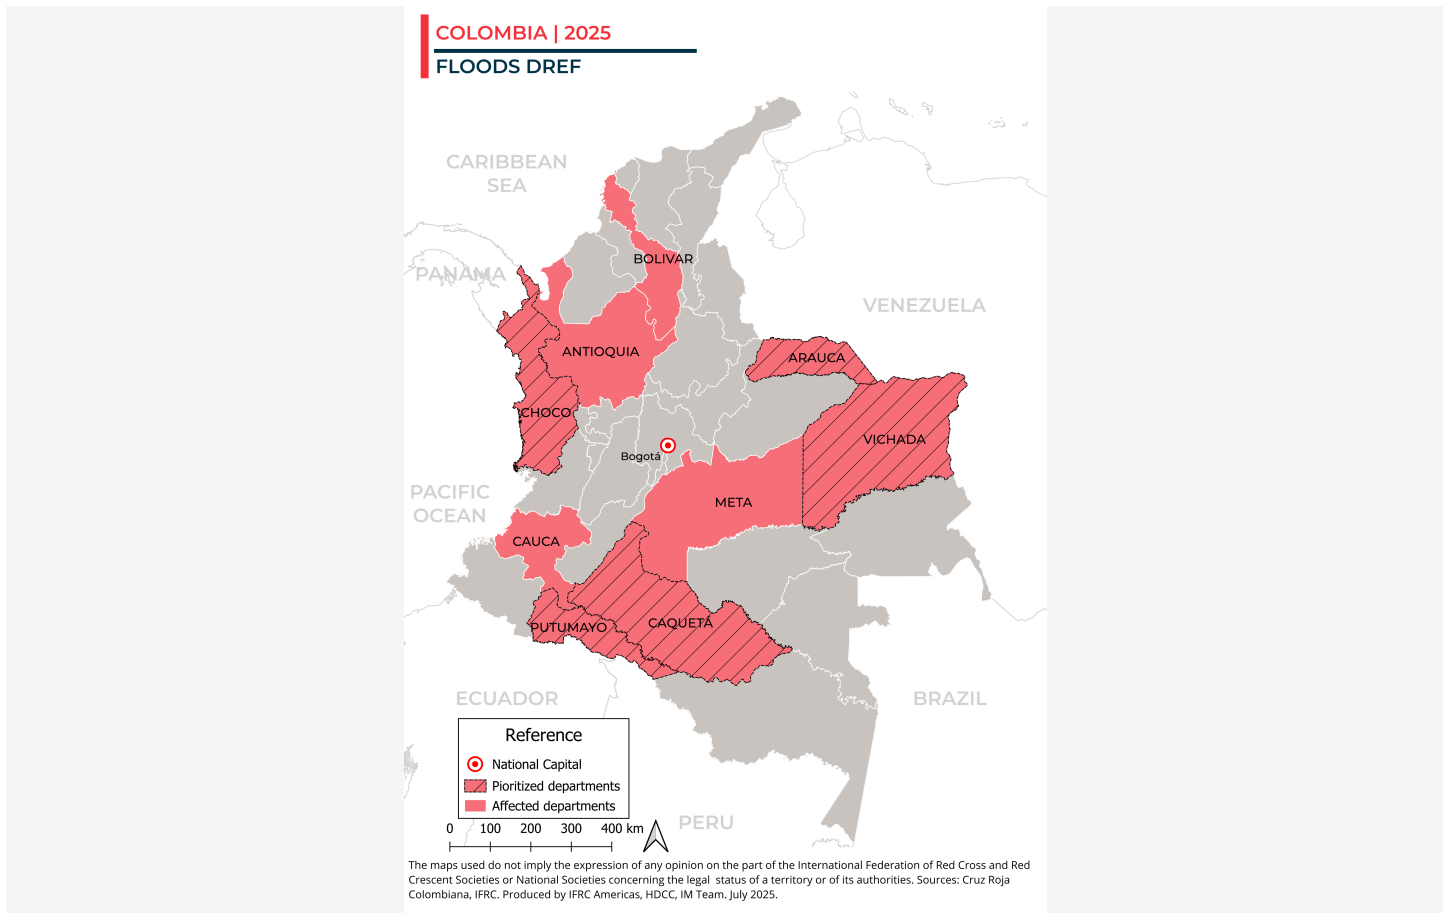 COLOMBIA | 2025
FLOODS DREF
CARIBBEAN
SEA
PANAMA
BOLIVAR
VENEZUELA
ANTIOQUIA
ARAUCA
CHOCO
VICHADA
Bogotá
PACIFIC
OCEAN
META
CAUCA
PUTUMAYO
CAQUETÁ
ECUADOR
BRAZIL
Reference
National Capital
Pioritized departments
Affected departments
0 100 200 300 400 km
PERU
The maps used do not imply the expression of any opinion on the part of the International Federation of Red Cross and Red
Crescent Societies or National Societies concerning the legal status of a territory or of its authorities. Sources: Cruz Roja
Colombiana, IFRC. Produced by IFRC Americas, HDCC, IM Team. July 2025.